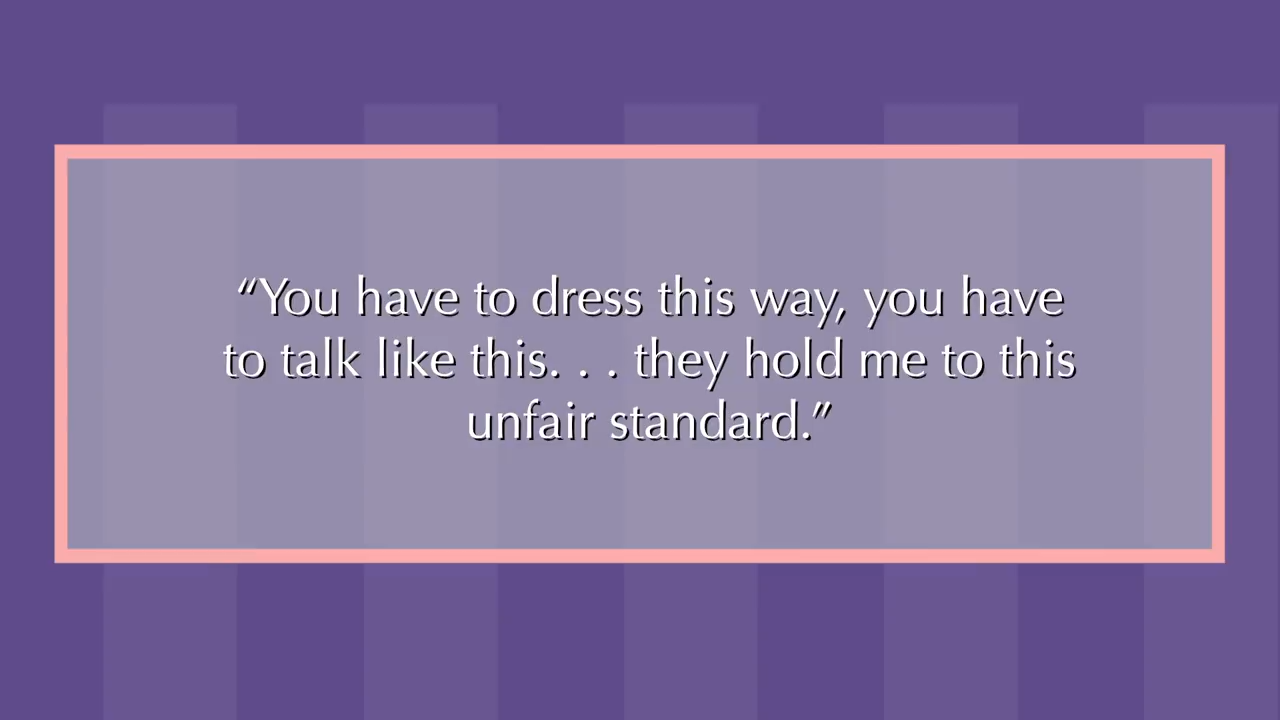 “You have to dress this way, you have
to talk like this. . . they hold me to this
unfair standard.”